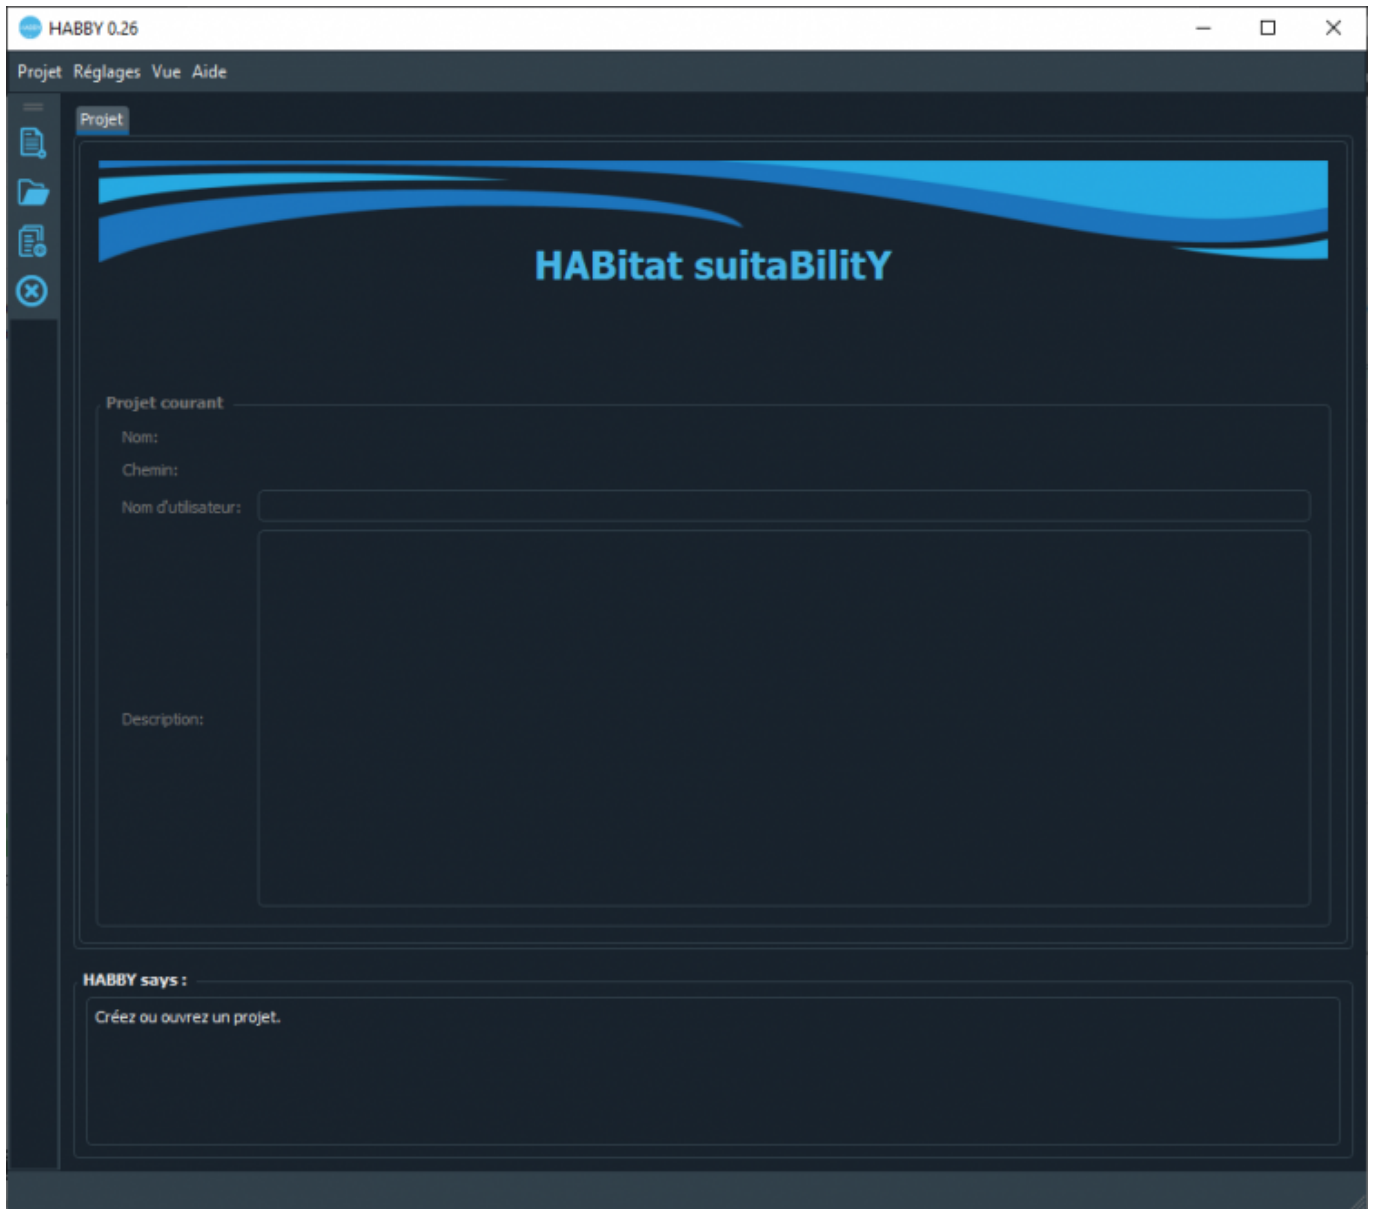 HABBY 0.26
Projet Réglages Vue Aide
Projet
HABitat suitaBilitY
Projet courant
Nom:
Chemin:
Nom d'utilisateur:
Description:
HABBY says :
Créez ou ouvrez un projet.